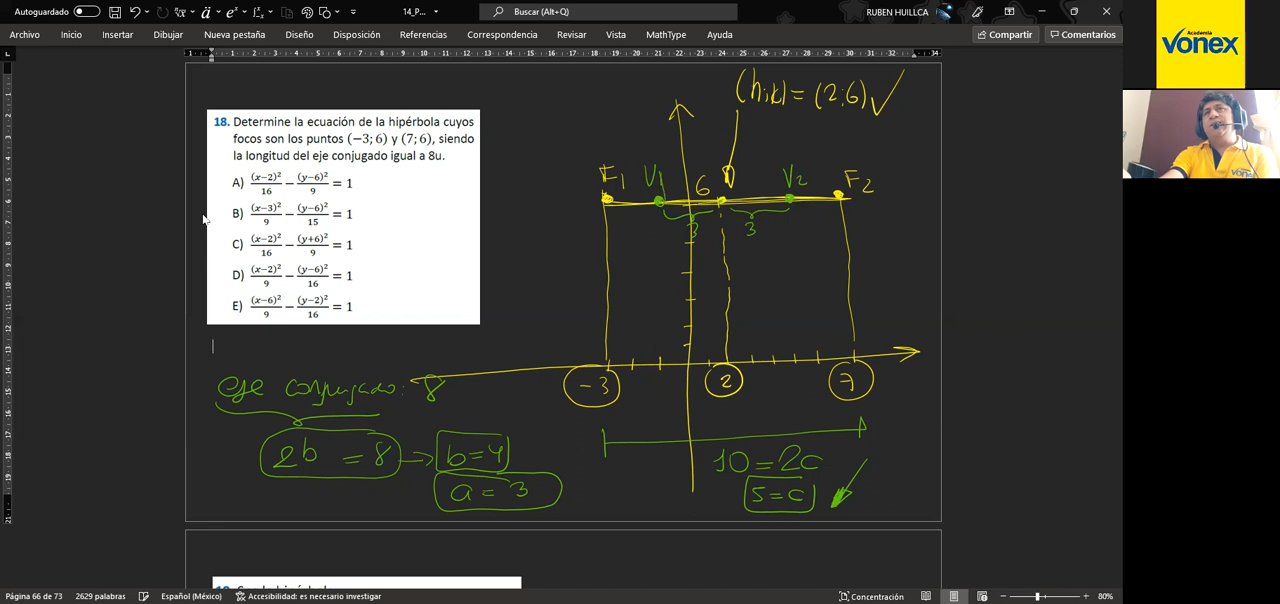 Autoguardado
14_P...
Buscar (Alt+Q)
RUBEN HUILLCA
Archivo Inicio Insertar Dibujar Nueva pestaña Diseño Disposición Referencias Correspondencia Revisar Vista MathType Ayuda
Compartir Comentarios
Academia
Vonex
(h;k) = (2;6) ✓
18. Determine la ecuación de la hipérbola cuyos
focos son los puntos (−3; 6) y (7; 6), siendo
la longitud del eje conjugado igual a 8u.
A) (x−2)²/16 − (y−6)²/9 = 1
B) (x−3)²/9 − (y−6)²/15 = 1
C) (x−2)²/16 − (y+6)²/9 = 1
D) (x−2)²/9 − (y−6)²/16 = 1
E) (x−6)²/9 − (y−2)²/16 = 1
F1 V1 6 V2 F2
3 3
-3 2 7
eje conjugado: 8
2b = 8 → b=4
a = 3
10 = 2c
5 = c
Página 66 de 73 2629 palabras Español (México) Accesibilidad: es necesario investigar
Concentración
80%